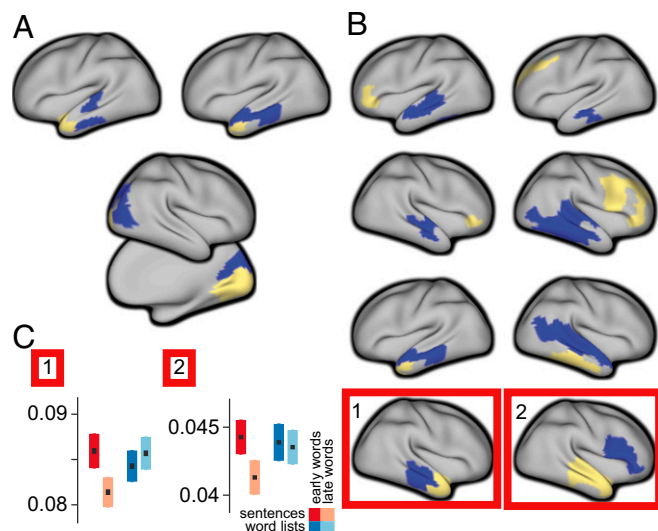 A
B
C
1
2
0.09
0.08
0.045
0.04
early words
late words
sentences
word lists
1
2